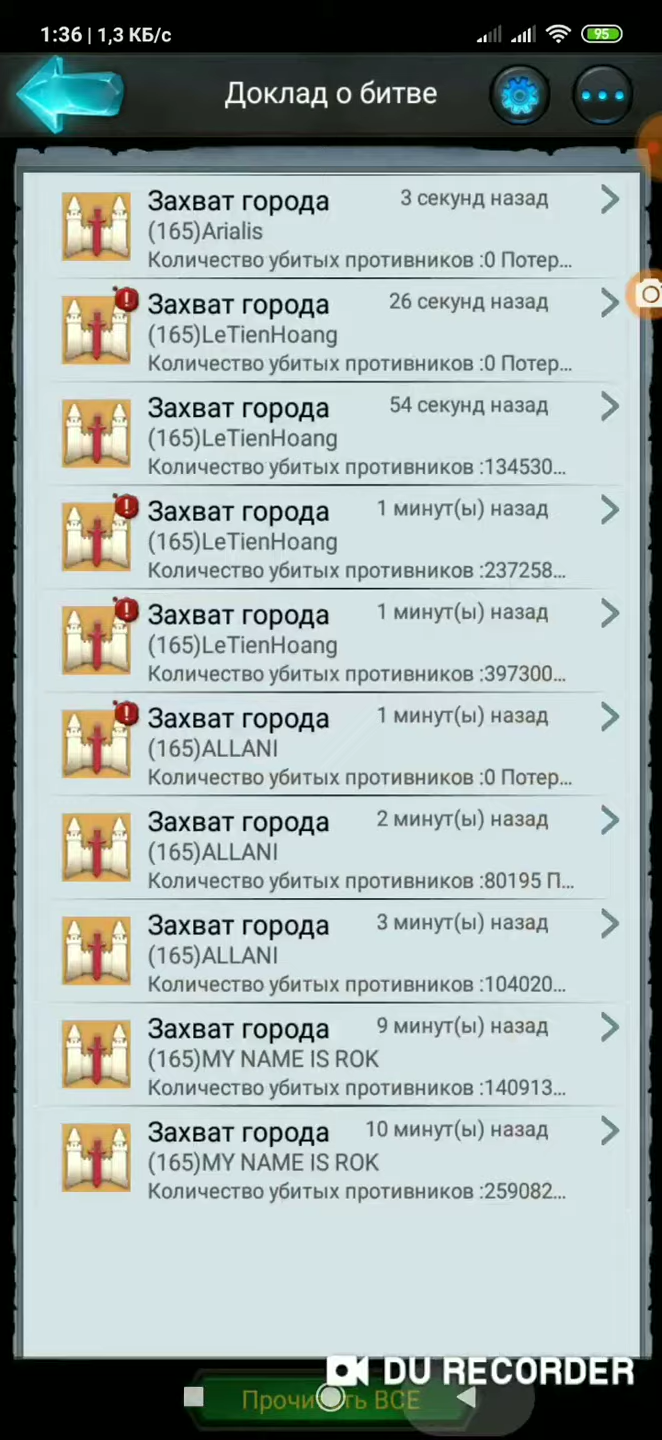 1:36 | 1,3 КБ/с
95
Доклад о битве
Захват города
3 секунд назад
(165)Arialis
Количество убитых противников :0 Потер...
Захват города
26 секунд назад
(165)LeTienHoang
Количество убитых противников :0 Потер...
Захват города
54 секунд назад
(165)LeTienHoang
Количество убитых противников :134530...
Захват города
1 минут(ы) назад
(165)LeTienHoang
Количество убитых противников :237258...
Захват города
1 минут(ы) назад
(165)LeTienHoang
Количество убитых противников :397300...
Захват города
1 минут(ы) назад
(165)ALLANI
Количество убитых противников :0 Потер...
Захват города
2 минут(ы) назад
(165)ALLANI
Количество убитых противников :80195 П...
Захват города
3 минут(ы) назад
(165)ALLANI
Количество убитых противников :104020...
Захват города
9 минут(ы) назад
(165)MY NAME IS ROK
Количество убитых противников :140913...
Захват города
10 минут(ы) назад
(165)MY NAME IS ROK
Количество убитых противников :259082...
DU RECORDER
ВСЕ